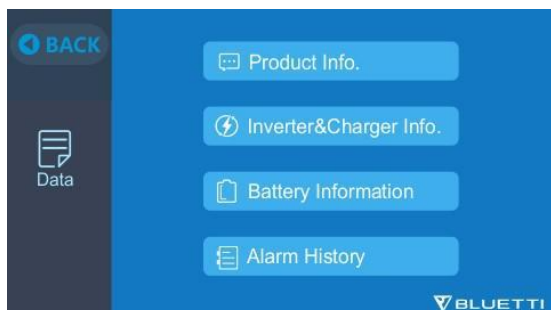 BACK
Data
Product Info.
Inverter&Charger Info.
Battery Information
Alarm History
BLUETTI